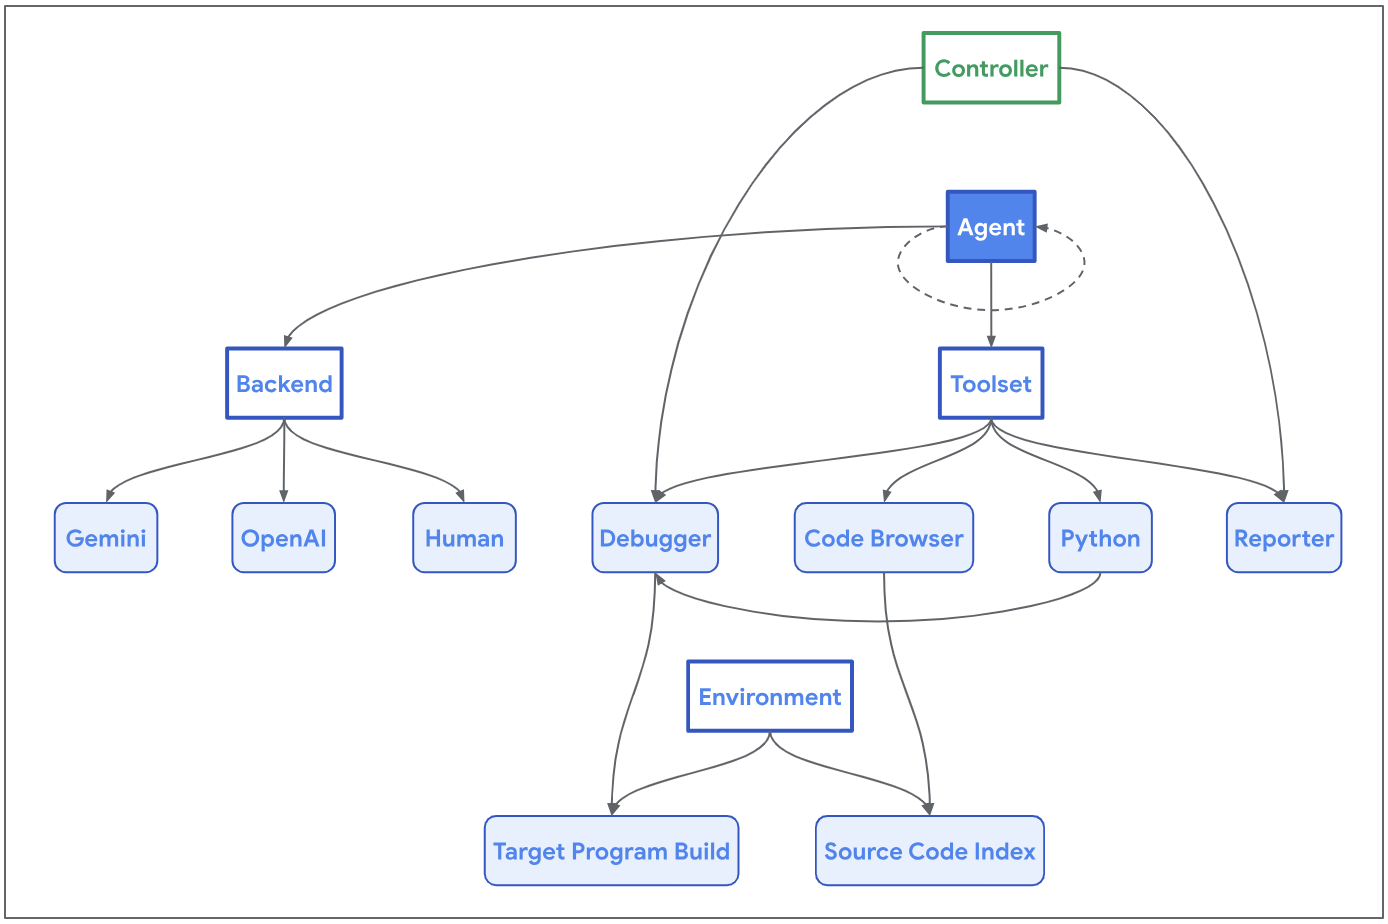 Controller
Agent
Backend
Toolset
Gemini
OpenAI
Human
Debugger
Code Browser
Python
Reporter
Environment
Target Program Build
Source Code Index